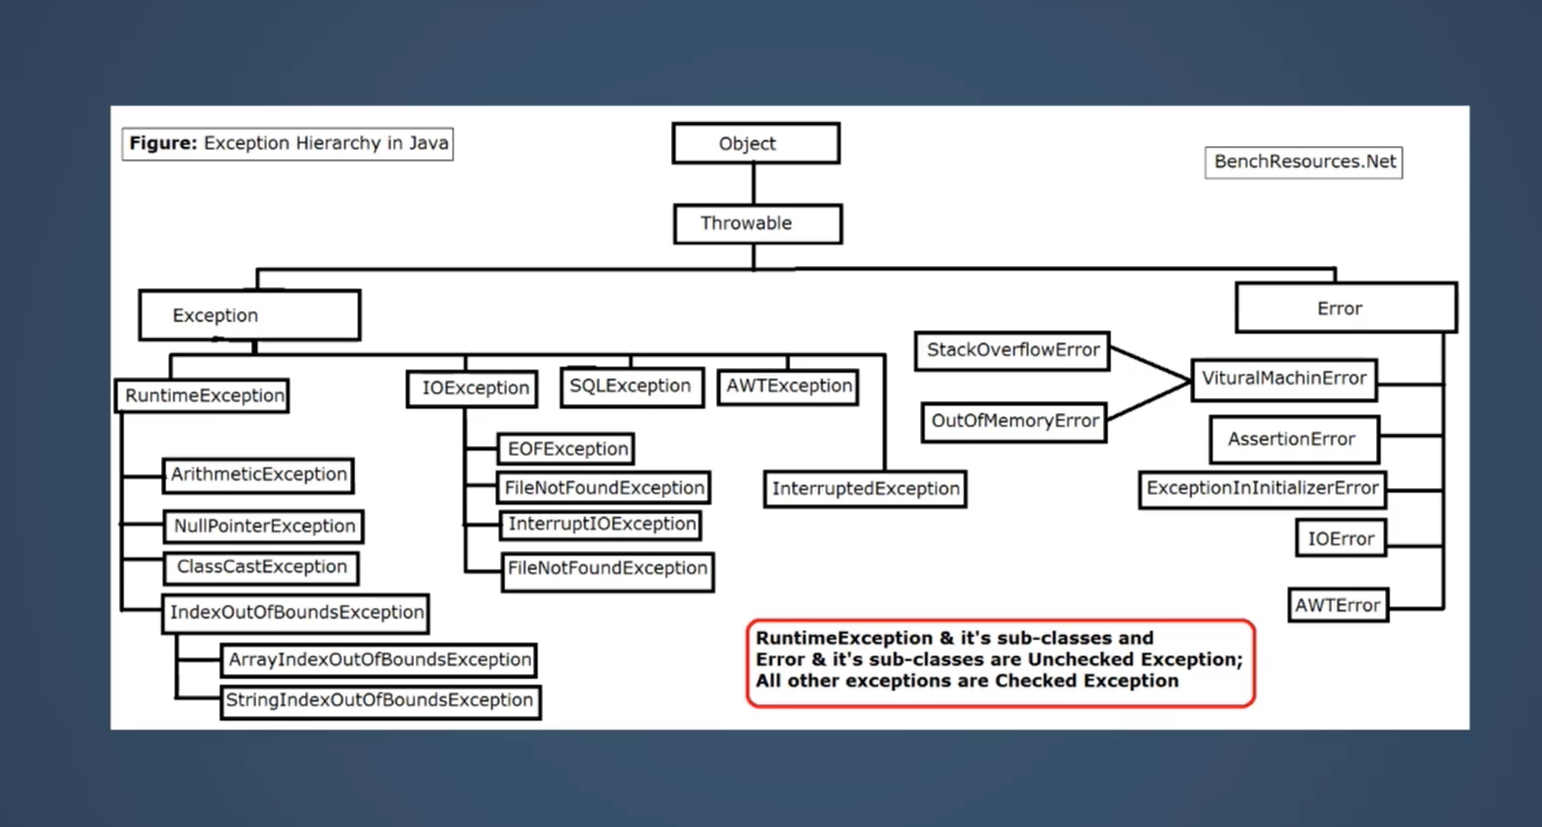 Figure: Exception Hierarchy in Java
Object
BenchResources.Net
Throwable
Exception
Error
RuntimeException
IOException
SQLException
AWTException
StackOverflowError
VituralMachinError
OutOfMemoryError
AssertionError
ArithmeticException
EOFException
FileNotFoundException
InterruptedException
ExceptionInInitializerError
NullPointerException
InterruptIOException
IOError
ClassCastException
FileNotFoundException
IndexOutOfBoundsException
AWTError
ArrayIndexOutOfBoundsException
StringIndexOutOfBoundsException
RuntimeException & it's sub-classes and
Error & it's sub-classes are Unchecked Exception;
All other exceptions are Checked Exception